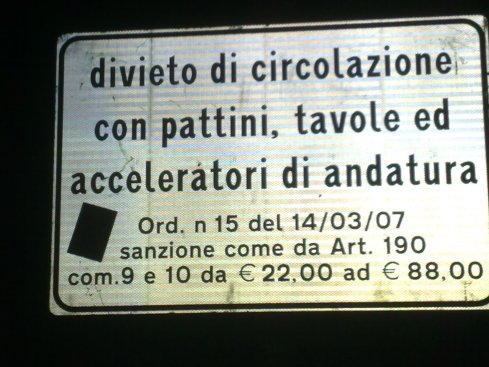 divieto di circolazione
con pattini, tavole ed
acceleratori di andatura
Ord. n 15 del 14/03/07
sanzione come da Art. 190
com.9 e 10 da € 22,00 ad € 88,00